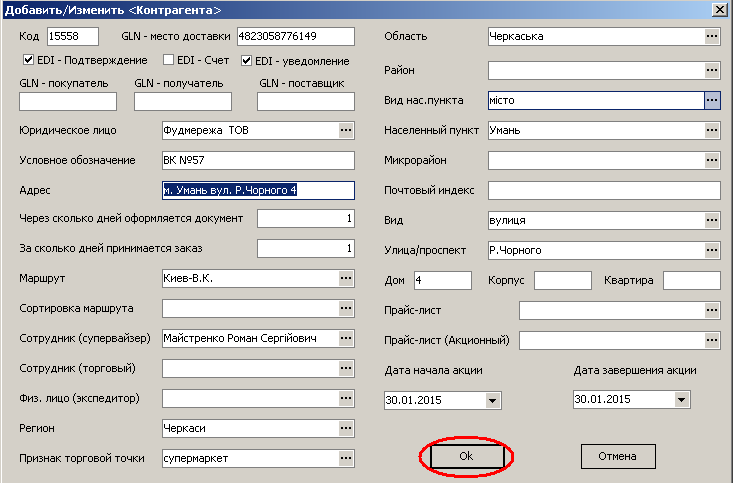 Добавить/Изменить <Контрагента>
Код 15558 GLN - место доставки 4823058776149
EDI - Подтверждение EDI - Счет EDI - уведомление
GLN - покупатель GLN - получатель GLN - поставщик
Юридическое лицо Фудмережа ТОВ ...
Условное обозначение ВК №57
Адрес м. Умань вул. Р.Чорного 4
Через сколько дней оформляется документ 1
За сколько дней принимается заказ 1
Маршрут Киев-В.К. ...
Сортировка маршрута ...
Сотрудник (супервайзер) Майстренко Роман Сергійович ...
Сотрудник (торговый) ...
Физ. лицо (экспедитор) ...
Регион Черкаси ...
Признак торговой точки супермаркет ...
Область Черкаська ...
Район ...
Вид нас.пункта місто ...
Населенный пункт Умань ...
Микрорайон ...
Почтовый индекс
Вид вулиця ...
Улица/проспект Р.Чорного ...
Дом 4 Корпус Квартира
Прайс-лист ...
Прайс-лист (Акционный) ...
Дата начала акции Дата завершения акции
30.01.2015 30.01.2015
Ok Отмена